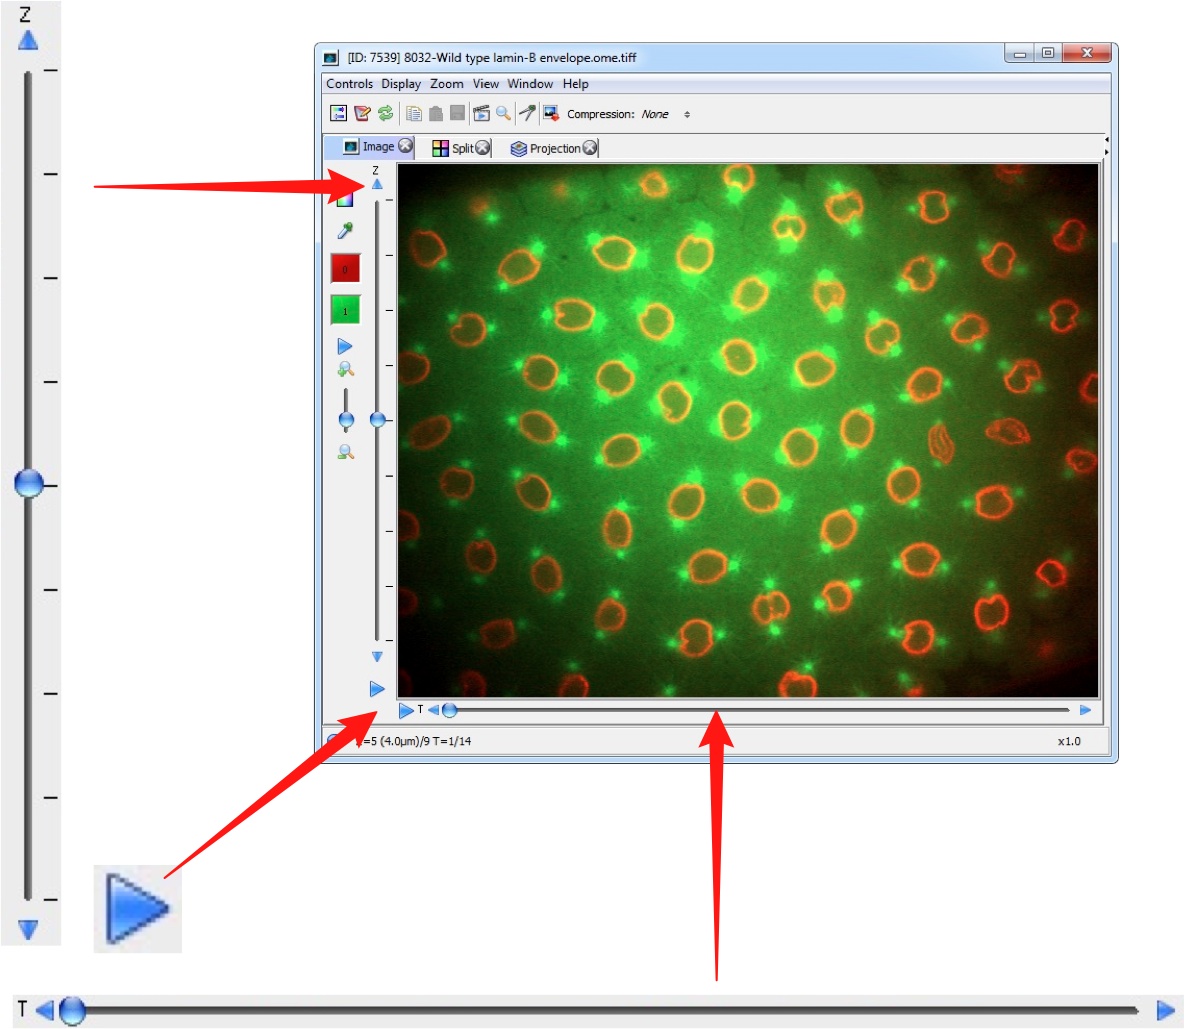 Z
[ID: 7539] 8032-Wild type lamin-B envelope.ome.tiff
Controls Display Zoom View Window Help
Compression: None
Image Split Projection
Z
0
1
T
=5 (4.0µm)/9 T=1/14
x1.0
T